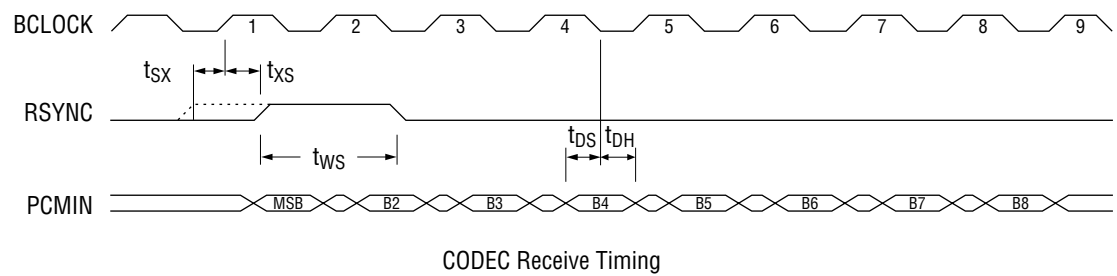 BCLOCK 1 2 3 4 5 6 7 8 9
tSX tXS
RSYNC
tWS
tDS tDH
PCMIN MSB B2 B3 B4 B5 B6 B7 B8
CODEC Receive Timing